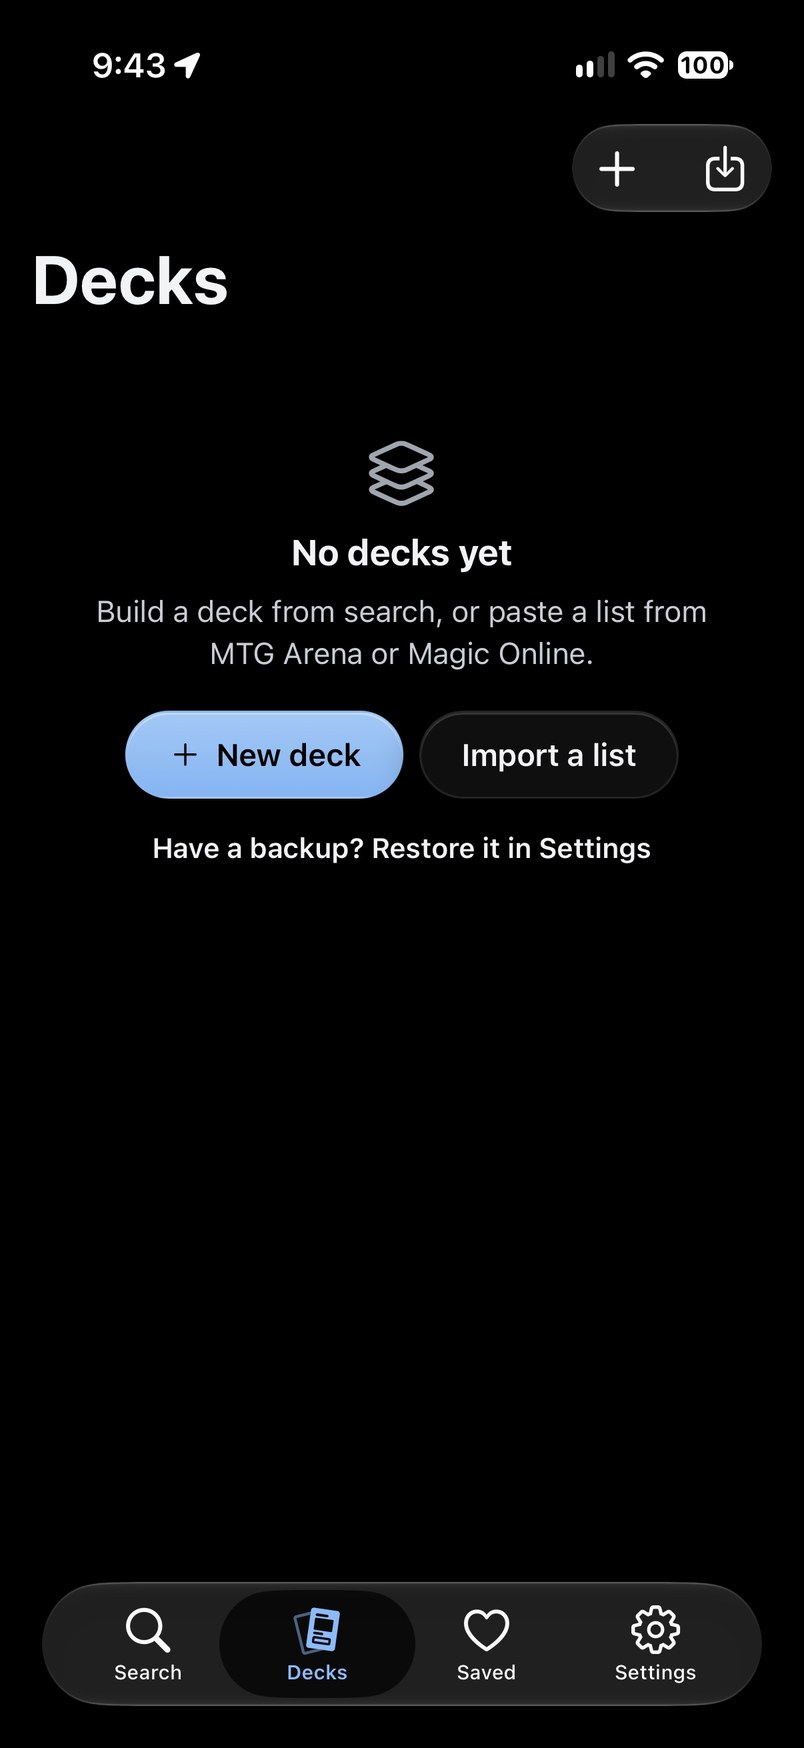 9:43
100
Decks
No decks yet
Build a deck from search, or paste a list from
MTG Arena or Magic Online.
New deck
Import a list
Have a backup? Restore it in Settings
Search
Decks
Saved
Settings